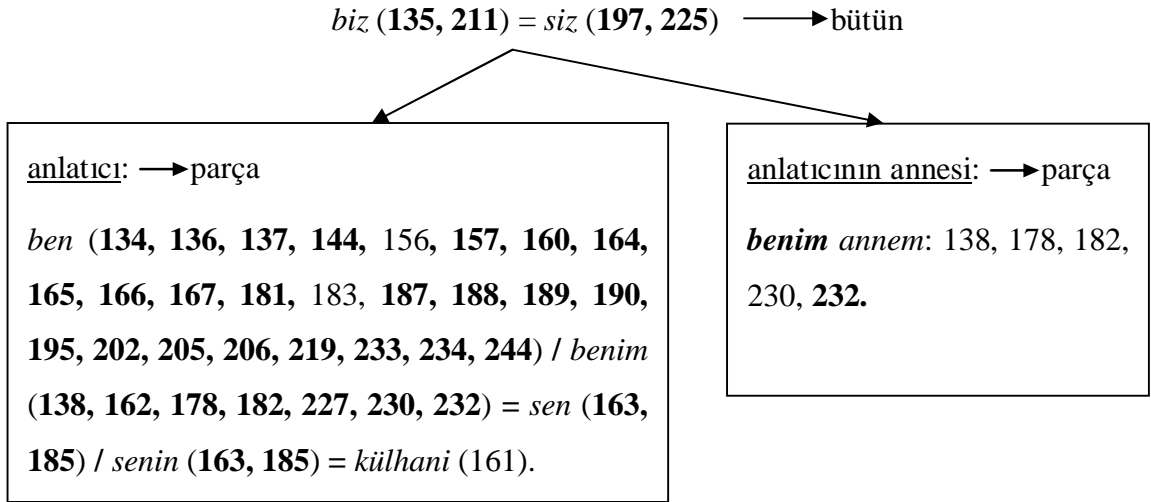 biz (135, 211) = siz (197, 225) → bütün
anlatıcı: → parça
ben (134, 136, 137, 144, 156, 157, 160, 164,
165, 166, 167, 181, 183, 187, 188, 189, 190,
195, 202, 205, 206, 219, 233, 234, 244) / benim
(138, 162, 178, 182, 227, 230, 232) = sen (163,
185) / senin (163, 185) = külhani (161).
anlatıcının annesi: → parça
benim annem: 138, 178, 182,
230, 232.